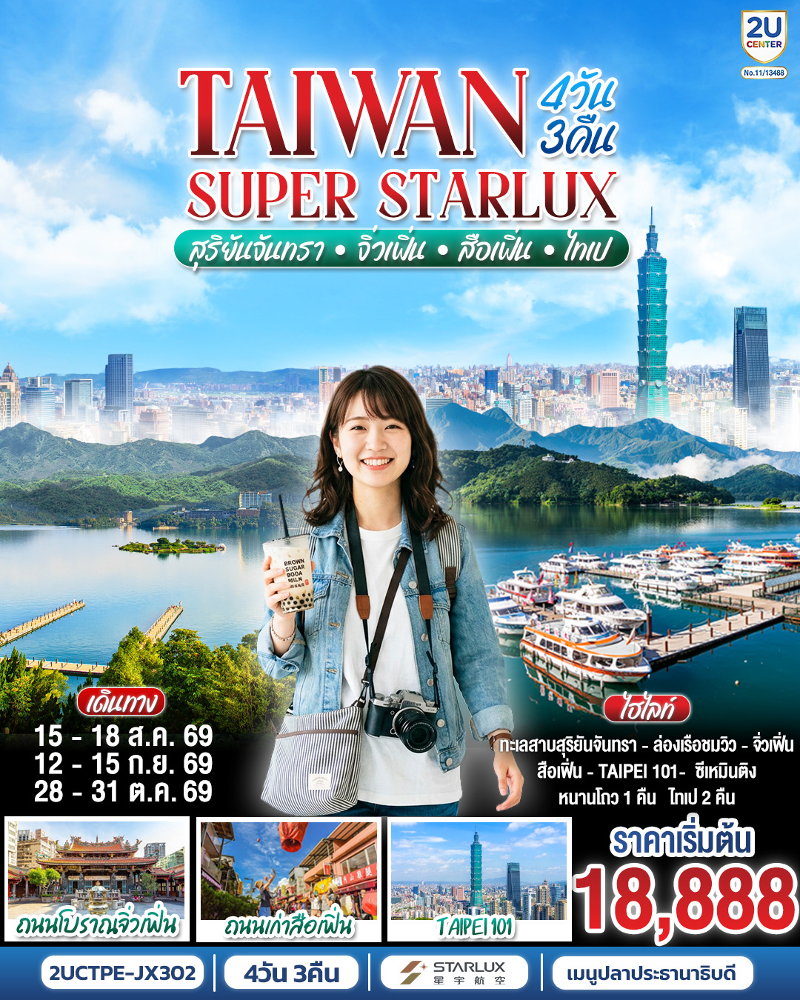 2U
CENTER
No.11/13488
TAIWAN
4วัน
3คืน
SUPER STARLUX
สุริยันจันทรา • จิ่วเฟิ่น • สือเฟิ่น • ไทเป
BROWN
SUGAR
BODA
MILN
เดินทาง
15 - 18 ส.ค. 69
12 - 15 ก.ย. 69
28 - 31 ต.ค. 69
ไฮไลท์
ทะเลสาบสุริยันจันทรา - ล่องเรือชมวิว - จิ่วเฟิ่น
สือเฟิ่น - TAIPEI 101- ซีเหมินติง
หนานโถว 1 คืน ไทเป 2 คืน
ถนนโบราณจิ่วเฟิ่น
ถนนเก่าสือเฟิ่น
TAIPEI 101
ราคาเริ่มต้น
18,888
2UCTPE-JX302
4วัน 3คืน
STARLUX
星宇航空
เมนูปลาประธานาธิบดี